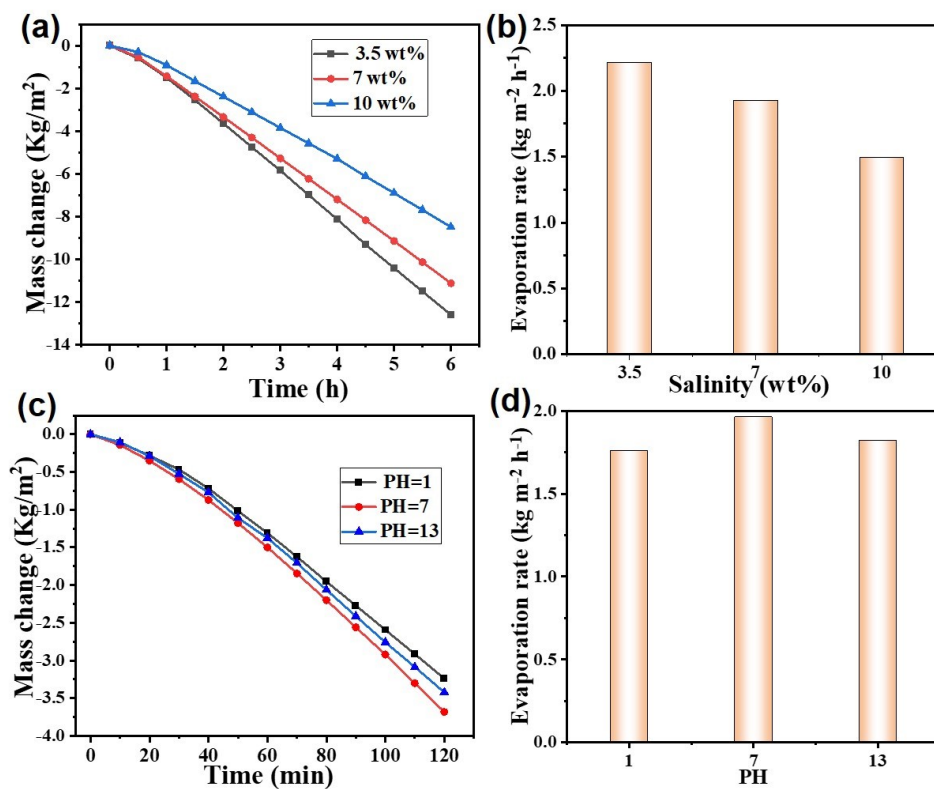 (a)
0
-2
-4
-6
-8
-10
-12
-14
Mass change (Kg/m²)
3.5 wt%
7 wt%
10 wt%
0 1 2 3 4 5 6
Time (h)
(b)
2.5
2.0
1.5
1.0
0.5
0.0
Evaporation rate (kg m⁻² h⁻¹)
3.5 7 10
Salinity (wt%)
(c)
0.0
-0.5
-1.0
-1.5
-2.0
-2.5
-3.0
-3.5
-4.0
Mass change (Kg/m²)
PH=1
PH=7
PH=13
0 20 40 60 80 100 120
Time (min)
(d)
2.0
1.5
1.0
0.5
0.0
Evaporation rate (kg m⁻² h⁻¹)
1 7 13
PH